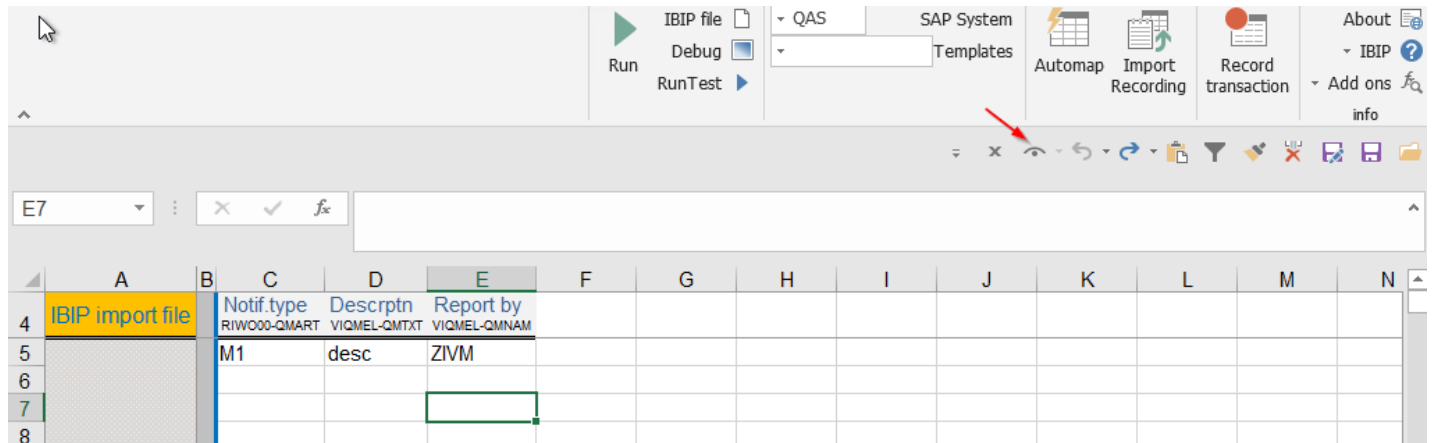 IBIP file QAS SAP System About
Debug Templates IBIP
Run Automap Import Record Add ons
RunTest Recording transaction info
E7 fx
A B C D E F G H I J K L M N
4 IBIP import file Notif.type Descrptn Report by
RIWO00-QMART VIQMEL-QMTXT VIQMEL-QMNAM
5 M1 desc ZIVM
6
7
8